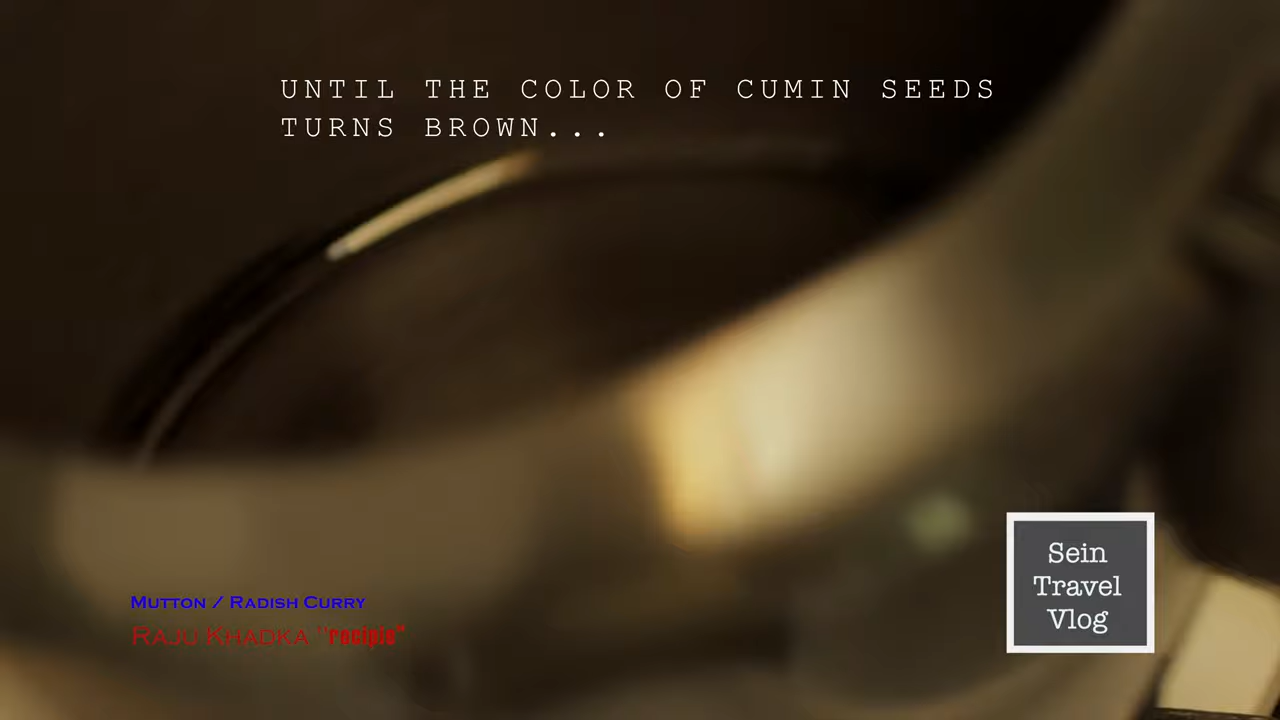 UNTIL THE COLOR OF CUMIN SEEDS
TURNS BROWN...
Mutton / Radish Curry
Raju Khadka "recipie"
Sein
Travel
Vlog